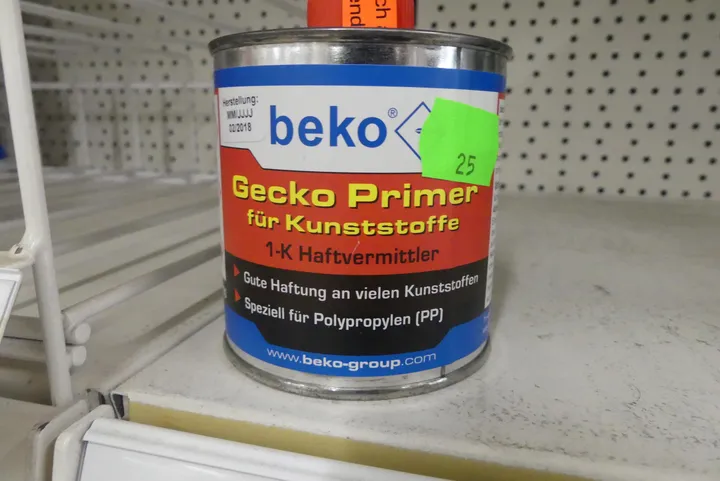 Herstellung:
MM/JJJJ
02/2018
beko®
25
Gecko Primer
für Kunststoffe
1-K Haftvermittler
Gute Haftung an vielen Kunststoffen
Speziell für Polypropylen (PP)
www.beko-group.com